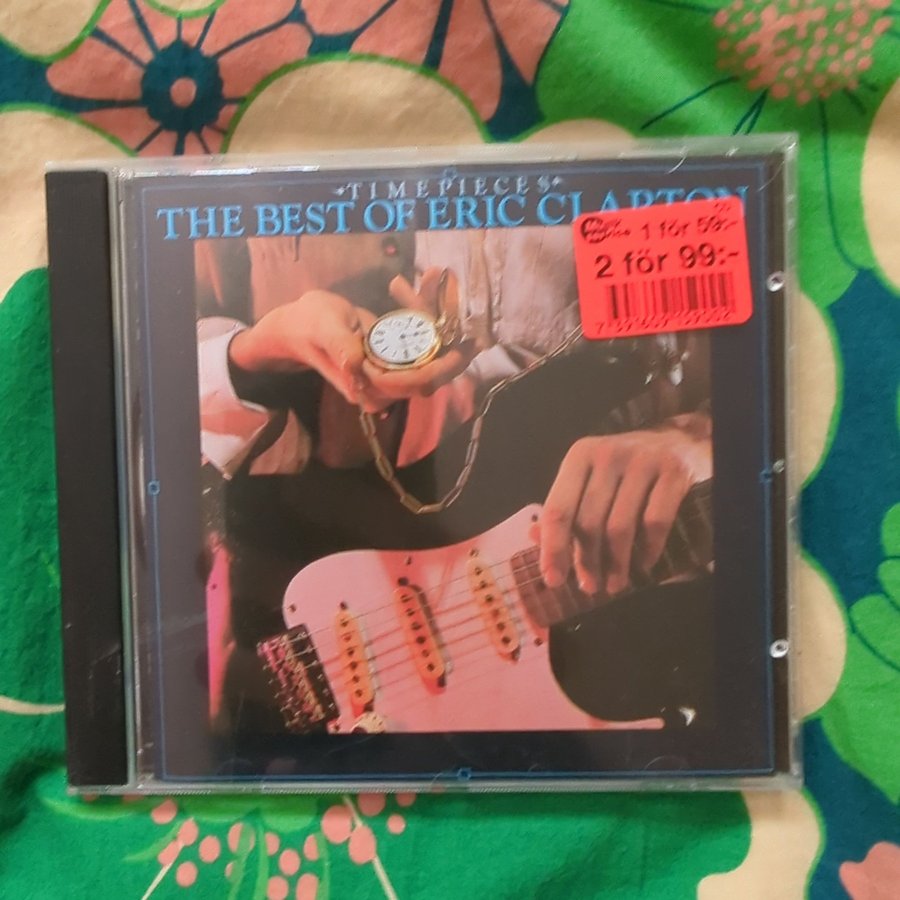 TIMEPIECES
THE BEST OF ERIC CLAPTON
1 för 59:-
2 för 99:-